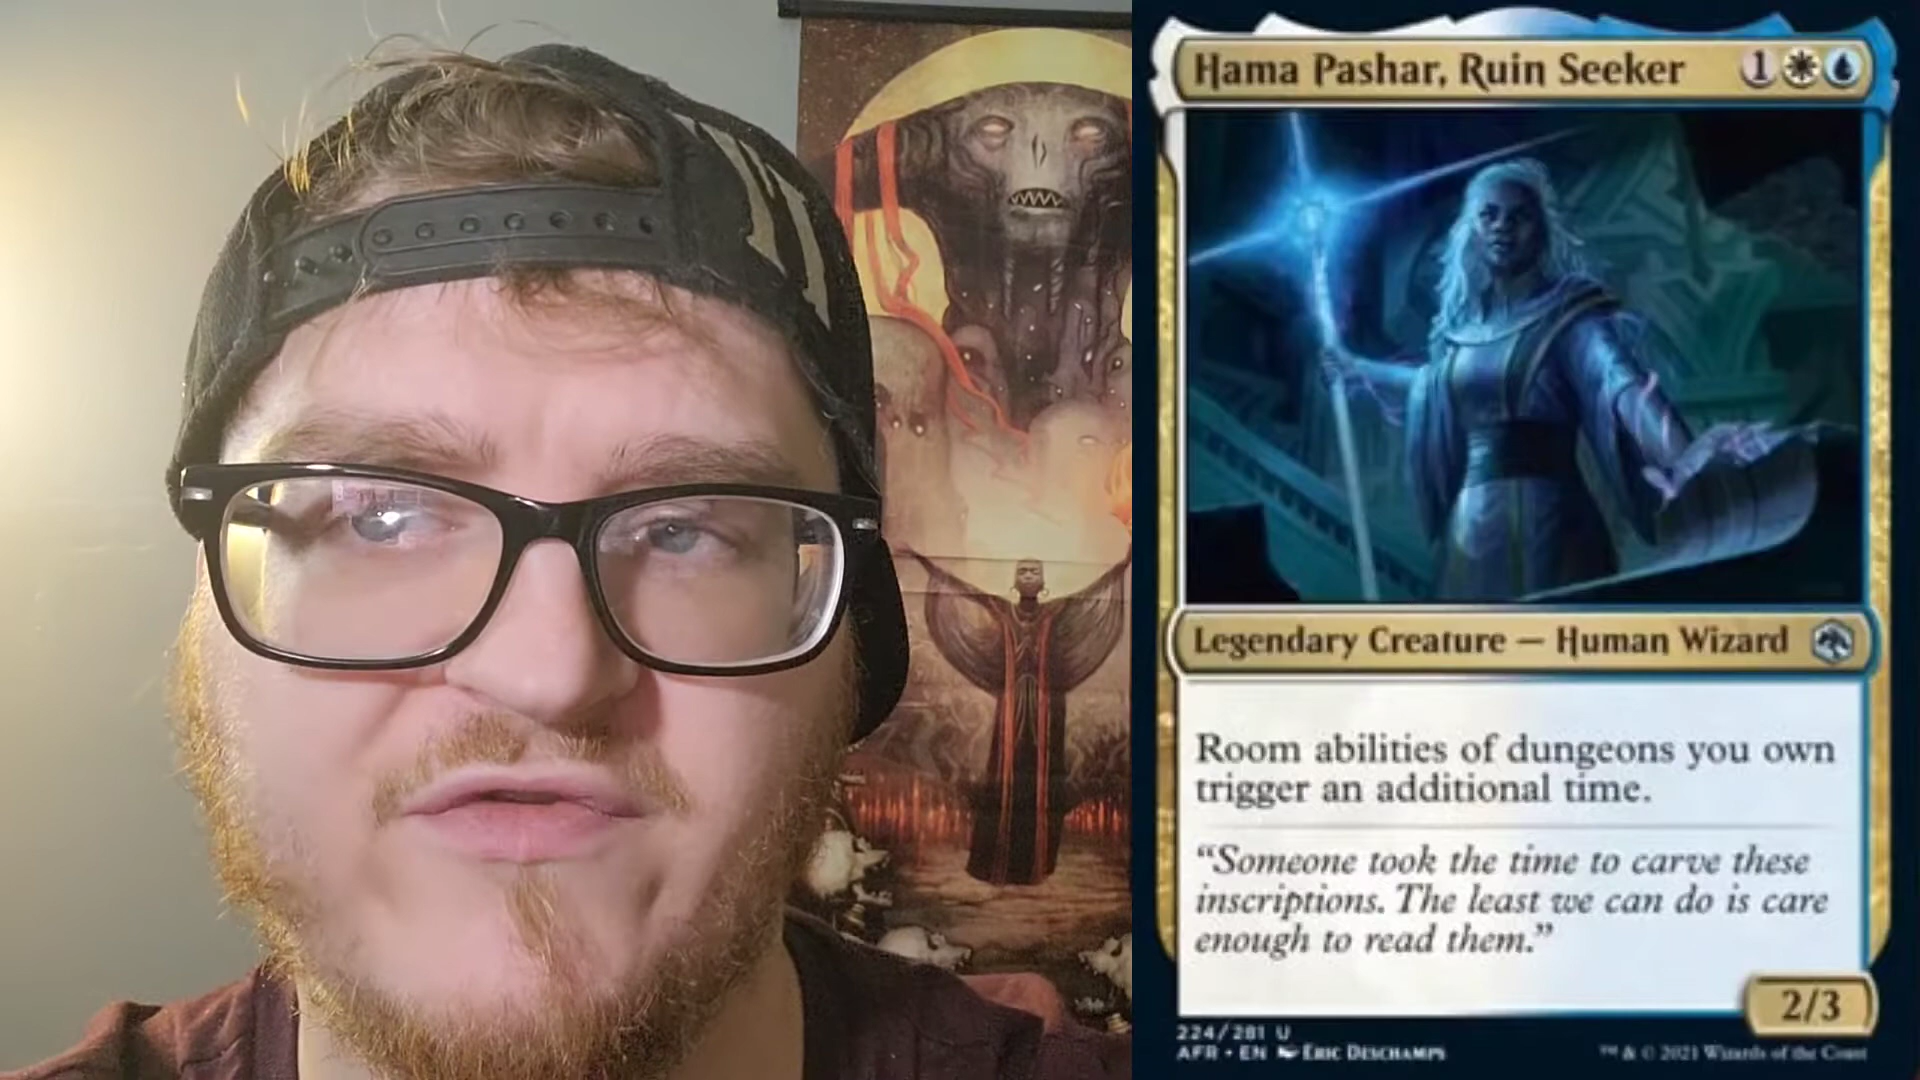 Hama Pashar, Ruin Seeker 1
Legendary Creature — Human Wizard
Room abilities of dungeons you own
trigger an additional time.
“Someone took the time to carve these
inscriptions. The least we can do is care
enough to read them.”
2/3
224/281 U
AFR • EN Eric Deschamps
™ & © 2021 Wizards of the Coast